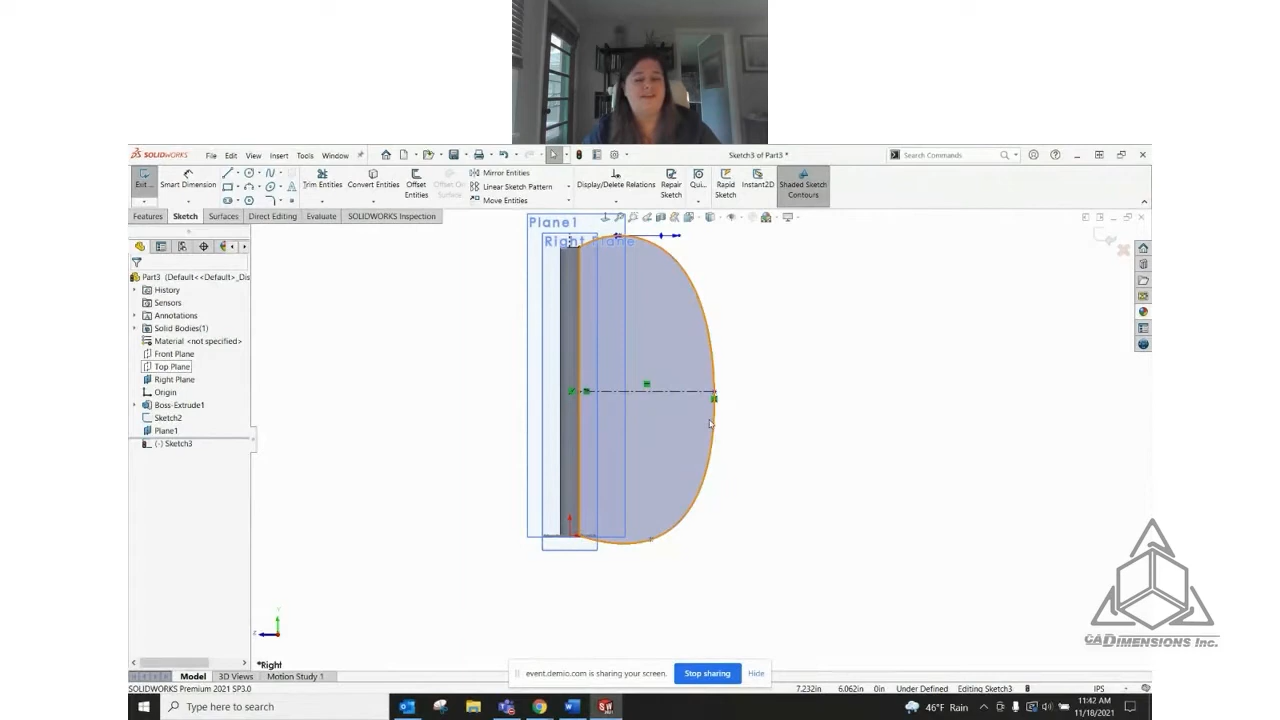 SOLIDWORKS File Edit View Insert Tools Window Sketch3 of Part3 * Search Commands
Exit... Smart Dimension Trim Entities Convert Entities Offset Entities Offset On Surface Mirror Entities Linear Sketch Pattern Move Entities Display/Delete Relations Repair Sketch Qui... Rapid Sketch Instant2D Shaded Sketch Contours
Features Sketch Surfaces Direct Editing Evaluate SOLIDWORKS Inspection
Plane1
Right Plane
Part3 (Default<<Default>_Dis
History
Sensors
Annotations
Solid Bodies(1)
Material <not specified>
Front Plane
Top Plane
Right Plane
Origin
Boss-Extrude1
Sketch2
Plane1
(-) Sketch3
CADIMENSIONS Inc.
*Right
Model 3D Views Motion Study 1
event.demio.com is sharing your screen. Stop sharing Hide
SOLIDWORKS Premium 2021 SP3.0 7.232in 6.062in 0in Under Defined Editing Sketch3 IPS
Type here to search 46°F Rain 11:42 AM
11/18/2021